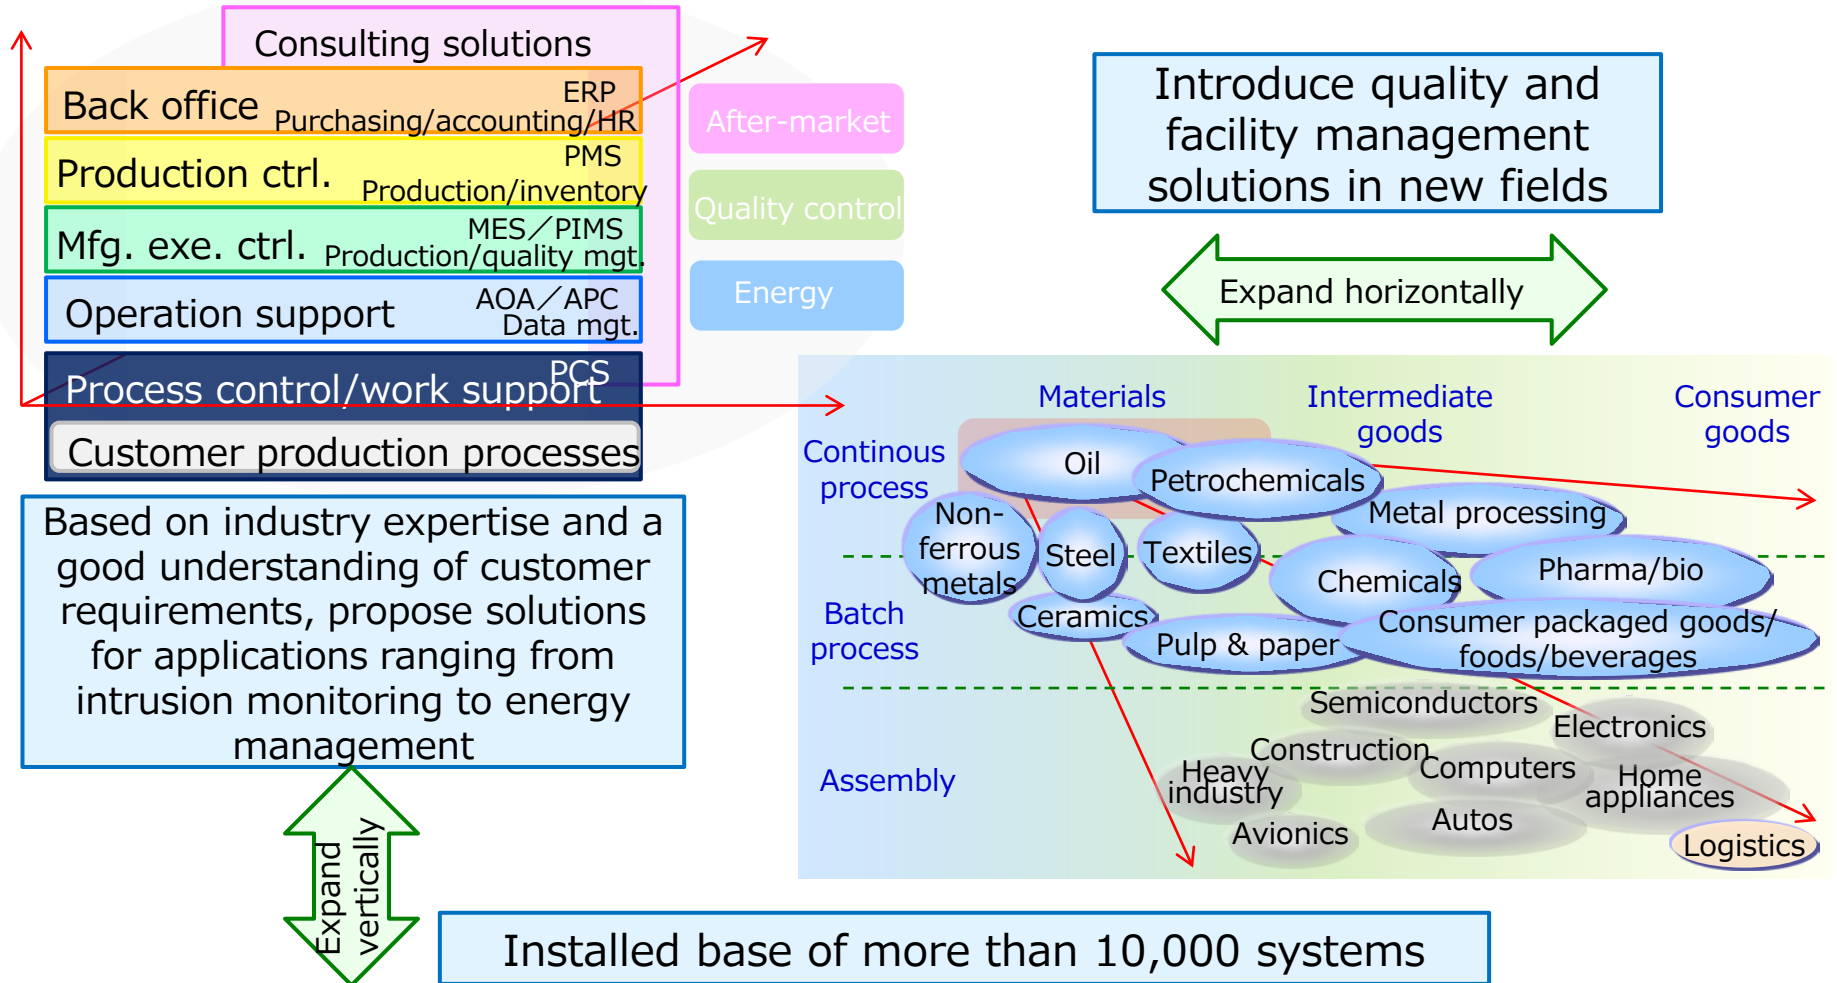 Consulting solutions
Back office
ERP
Purchasing/accounting/HR
Production ctrl.
PMS
Production/inventory
Mfg. exe. ctrl.
MES／PIMS
Production/quality mgt.
Operation support
AOA／APC
Data mgt.
PCS
Process control/work support
Customer production processes
After-market
Quality control
Energy
Based on industry expertise and a
good understanding of customer
requirements, propose solutions
for applications ranging from
intrusion monitoring to energy
management
Expand
vertically
Introduce quality and
facility management
solutions in new fields
Expand horizontally
Materials
Intermediate
goods
Consumer
goods
Continous
process
Oil
Petrochemicals
Metal processing
Non-
ferrous
metals
Steel
Textiles
Chemicals
Pharma/bio
Batch
process
Ceramics
Pulp & paper
Consumer packaged goods/
foods/beverages
Assembly
Semiconductors
Electronics
Construction
Computers
Heavy
industry
Home
appliances
Avionics
Autos
Logistics
Installed base of more than 10,000 systems